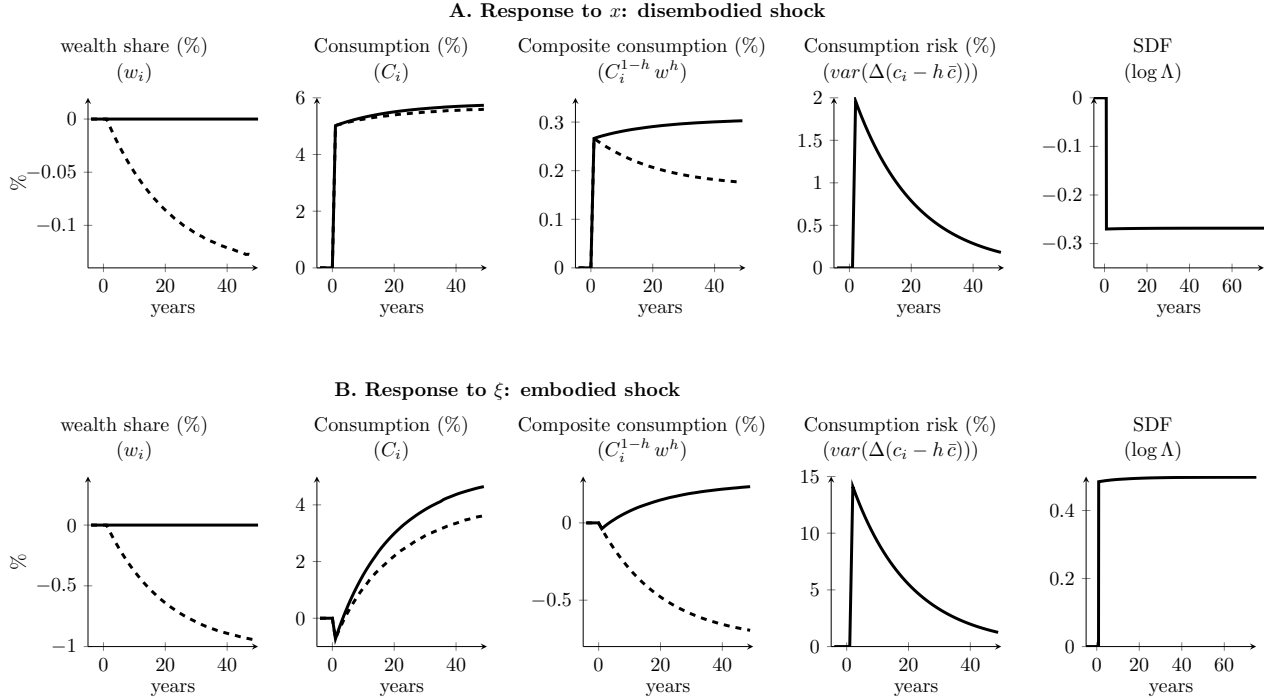 A. Response to x: disembodied shock
wealth share (%)
(w_i)
0
−0.05
−0.1
%
0 20 40
years
Consumption (%)
(C_i)
6
4
2
0
0 20 40
years
Composite consumption (%)
(C_i^{1−h} w^h)
0.3
0.2
0.1
0
0 20 40
years
Consumption risk (%)
(var(Δ(c_i − h c̄)))
2
1.5
1
0.5
0
0 20 40
years
SDF
(log Λ)
0
−0.1
−0.2
−0.3
0 20 40 60
years
B. Response to ξ: embodied shock
wealth share (%)
(w_i)
0
−0.5
−1
%
0 20 40
years
Consumption (%)
(C_i)
4
2
0
0 20 40
years
Composite consumption (%)
(C_i^{1−h} w^h)
0
−0.5
0 20 40
years
Consumption risk (%)
(var(Δ(c_i − h c̄)))
15
10
5
0
0 20 40
years
SDF
(log Λ)
0.4
0.2
0
0 20 40 60
years